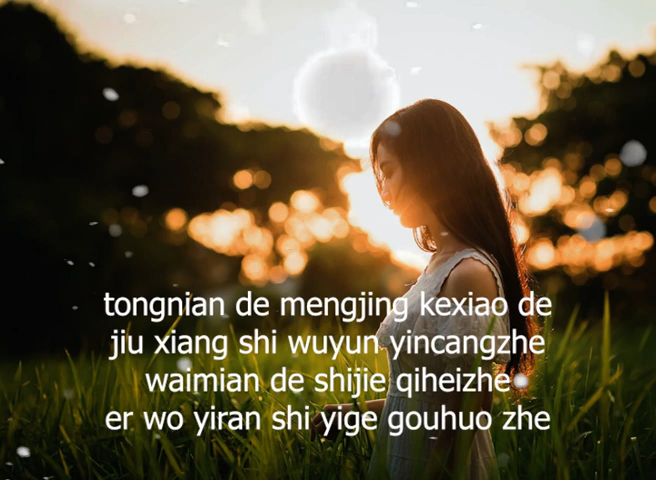 tongnian de mengjing kexiao de
jiu xiang shi wuyun yincangzhe
waimian de shijie qiheizhe
er wo yiran shi yige gouhuo zhe